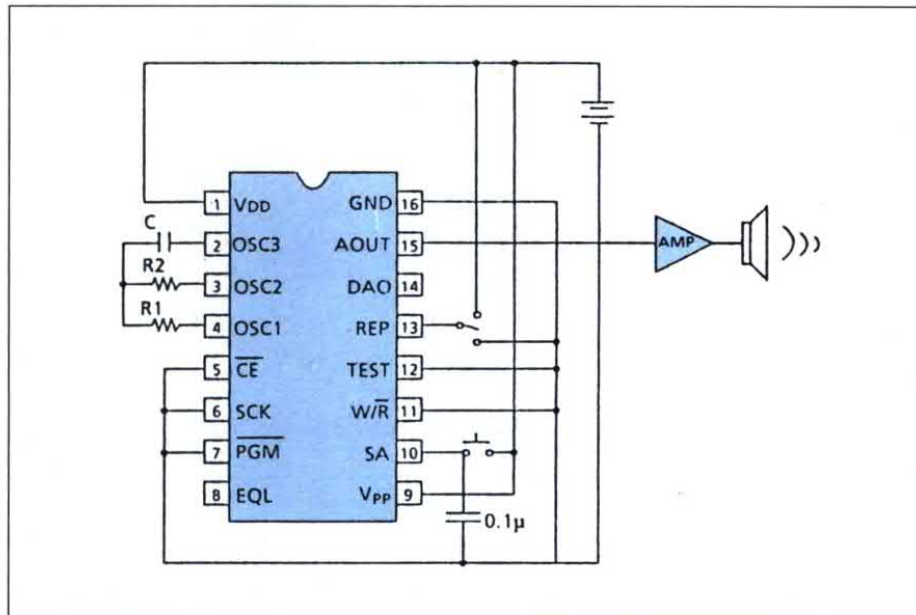 1 VDD
2 OSC3
3 OSC2
4 OSC1
5 CE
6 SCK
7 PGM
8 EQL
GND 16
AOUT 15
DAO 14
REP 13
TEST 12
W/R 11
SA 10
VPP 9
C
R2
R1
0.1μ
AMP